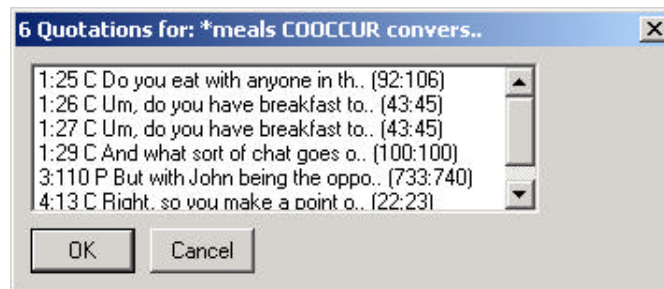 6 Quotations for: *meals COOCCUR convers..
1:25 C Do you eat with anyone in th.. (92:106)
1:26 C Um, do you have breakfast to.. (43:45)
1:27 C Um, do you have breakfast to.. (43:45)
1:29 C And what sort of chat goes o.. (100:100)
3:110 P But with John being the oppo.. (733:740)
4:13 C Right, so you make a point o.. (22:23)
OK Cancel